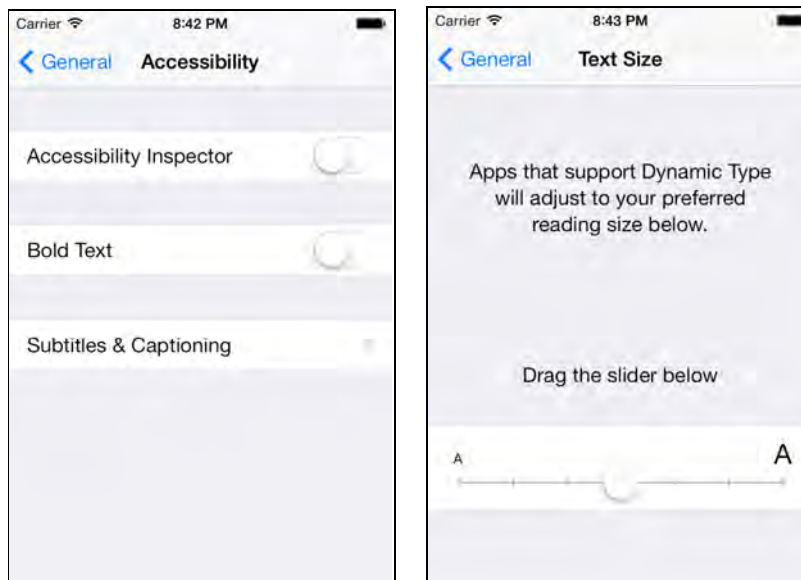 Carrier 8:42 PM
General Accessibility
Accessibility Inspector
Bold Text
Subtitles & Captioning
Carrier 8:43 PM
General Text Size
Apps that support Dynamic Type
will adjust to your preferred
reading size below.
Drag the slider below
A A